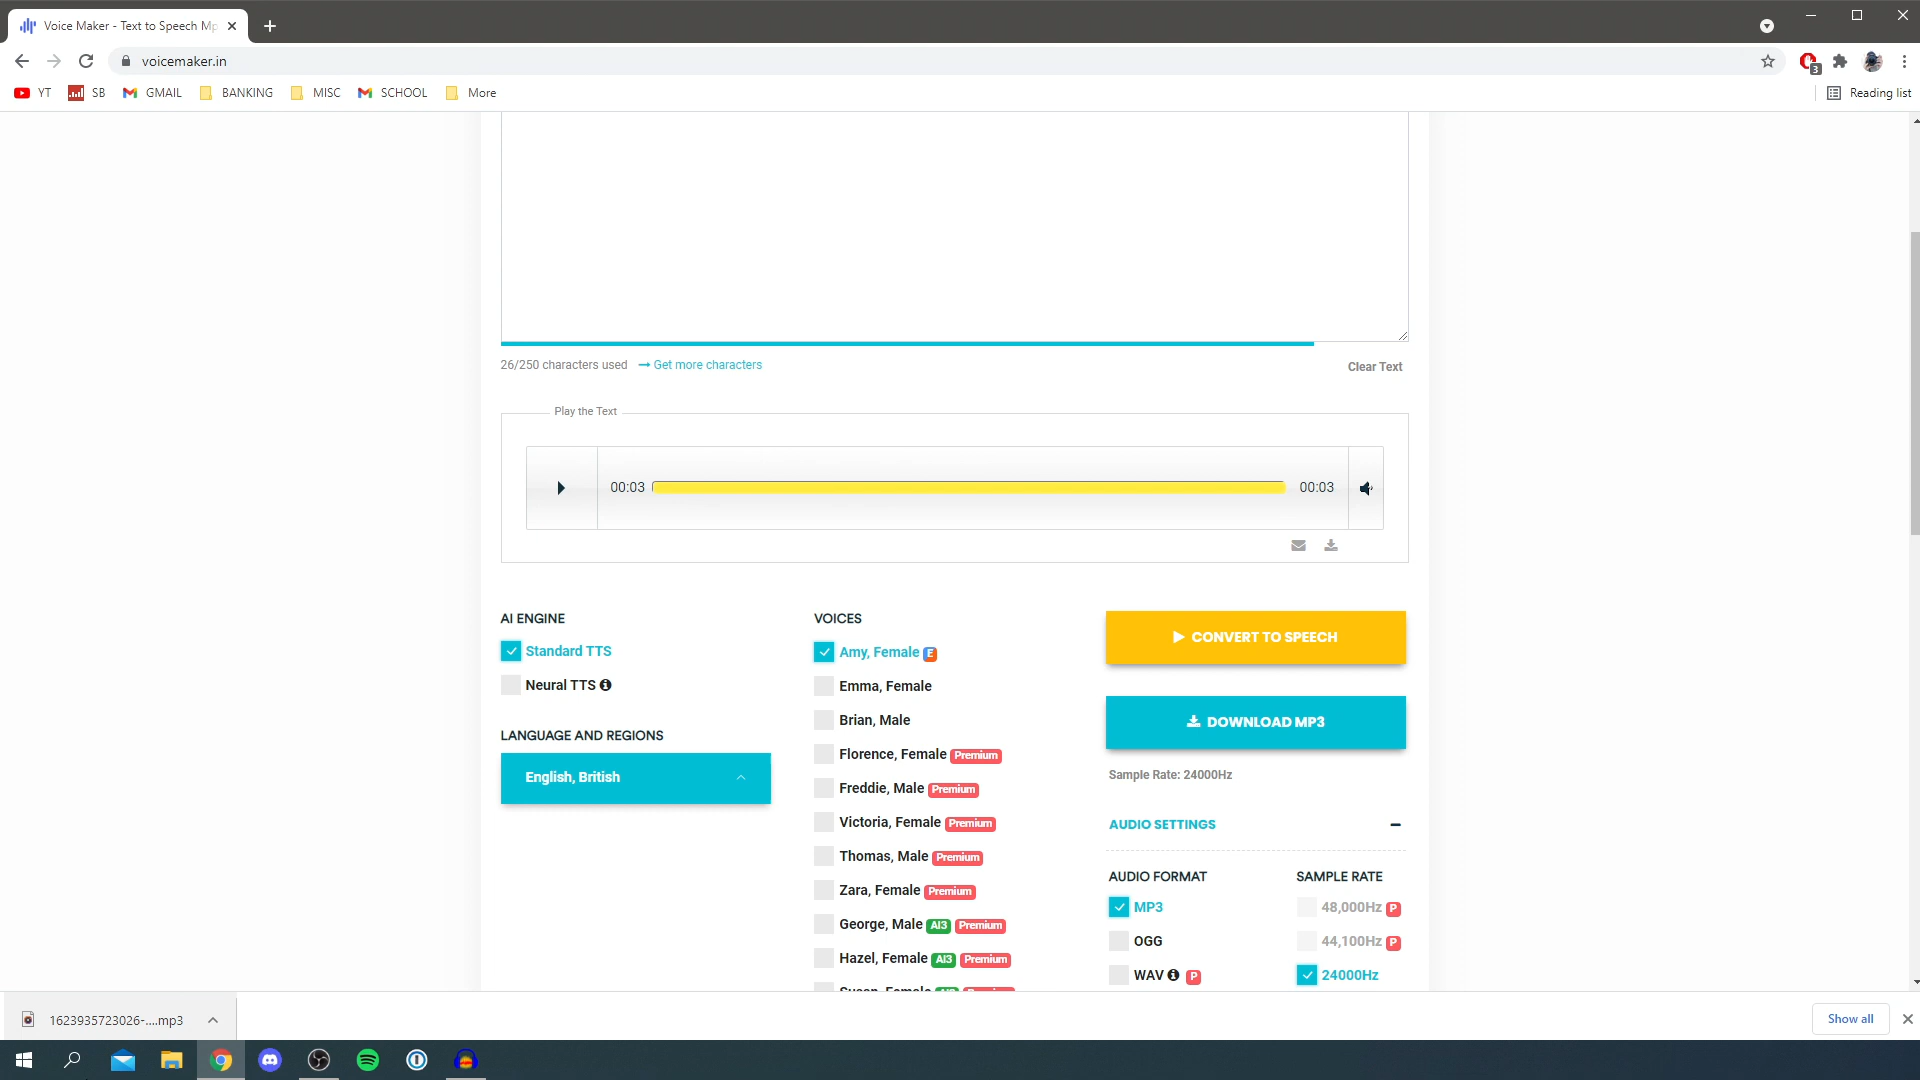 Voice Maker - Text to Speech Mp
voicemaker.in
3
YT SB GMAIL BANKING MISC SCHOOL More
Reading list
26/250 characters used → Get more characters
Clear Text
Play the Text
00:03 00:03
AI ENGINE
Standard TTS
Neural TTS
LANGUAGE AND REGIONS
English, British
VOICES
Amy, Female E
Emma, Female
Brian, Male
Florence, Female Premium
Freddie, Male Premium
Victoria, Female Premium
Thomas, Male Premium
Zara, Female Premium
George, Male AI3 Premium
Hazel, Female AI3 Premium
CONVERT TO SPEECH
DOWNLOAD MP3
Sample Rate: 24000Hz
AUDIO SETTINGS
AUDIO FORMAT
MP3
OGG
WAV P
SAMPLE RATE
48,000Hz P
44,100Hz P
24000Hz
1623935723026-....mp3
Show all